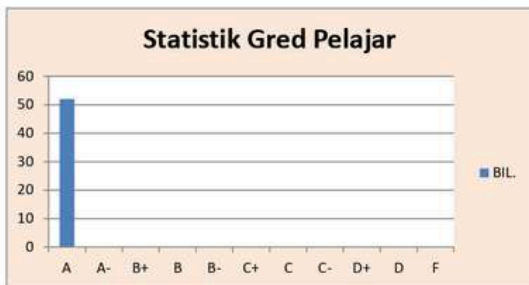 Statistik Gred Pelajar
60
50
40
30
20
10
0
A A- B+ B B- C+ C C- D+ D F
BIL.